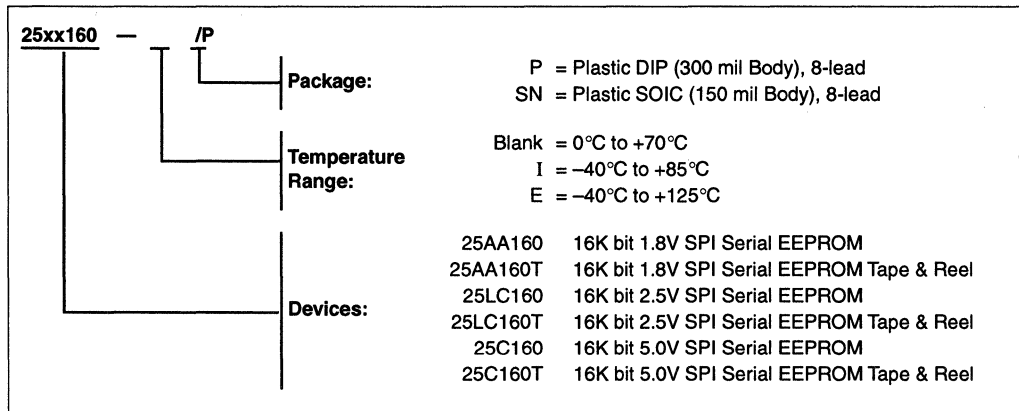 25xx160 — /P
Package:
P = Plastic DIP (300 mil Body), 8-lead
SN = Plastic SOIC (150 mil Body), 8-lead
Temperature Range:
Blank = 0°C to +70°C
I = –40°C to +85°C
E = –40°C to +125°C
Devices:
25AA160 16K bit 1.8V SPI Serial EEPROM
25AA160T 16K bit 1.8V SPI Serial EEPROM Tape & Reel
25LC160 16K bit 2.5V SPI Serial EEPROM
25LC160T 16K bit 2.5V SPI Serial EEPROM Tape & Reel
25C160 16K bit 5.0V SPI Serial EEPROM
25C160T 16K bit 5.0V SPI Serial EEPROM Tape & Reel